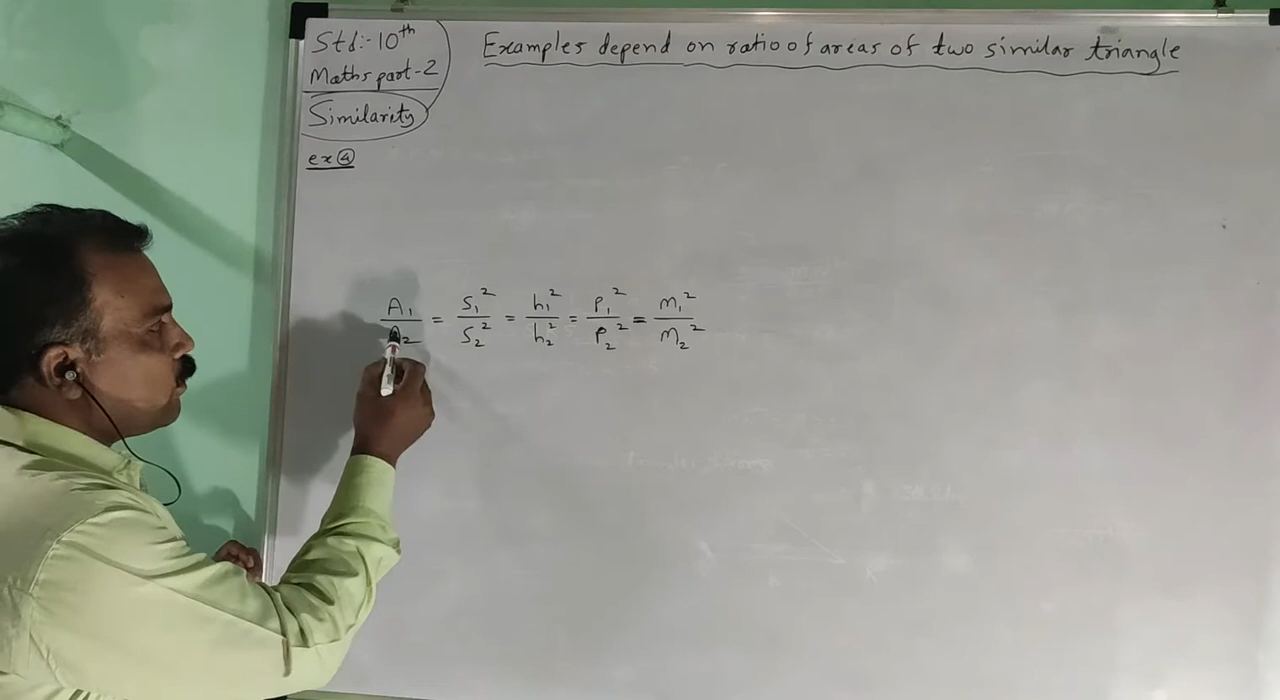 Std:- 10th
Maths part-2
Similarity
Examples depend on ratio of areas of two similar triangle
ex ④
A₁/A₂ = S₁²/S₂² = h₁²/h₂² = P₁²/P₂² = m₁²/m₂²